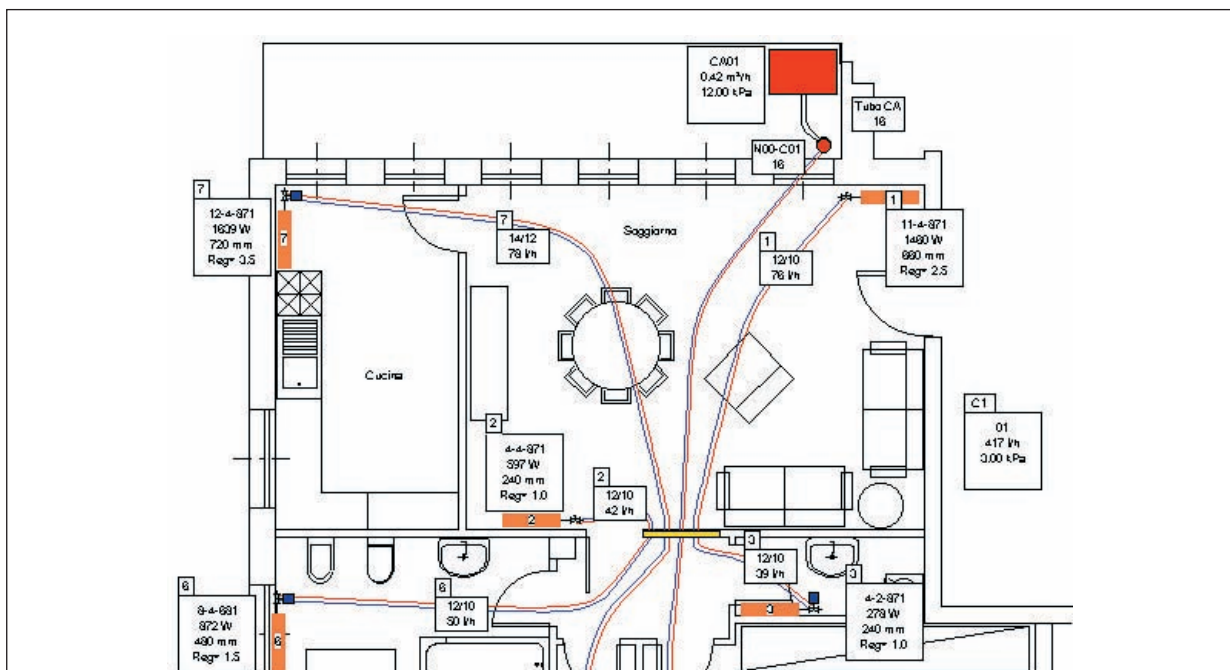 CA01
0.42 m³/h
12.00 kPa
Tubo CA
16
N00-C01
16
7
12-4-871
1639 W
720 mm
Reg= 3.5
7
7
14/12
78 l/h
Soggiorno
1
12/10
76 l/h
1
11-4-871
1460 W
660 mm
Reg= 2.5
Cucina
2
4-4-871
597 W
240 mm
Reg= 1.0
2
2
12/10
42 l/h
C1
01
417 l/h
3.00 kPa
3
12/10
39 l/h
3
3
4-2-871
278 W
240 mm
Reg= 1.0
6
8-4-681
872 W
480 mm
Reg= 1.5
6
6
12/10
50 l/h